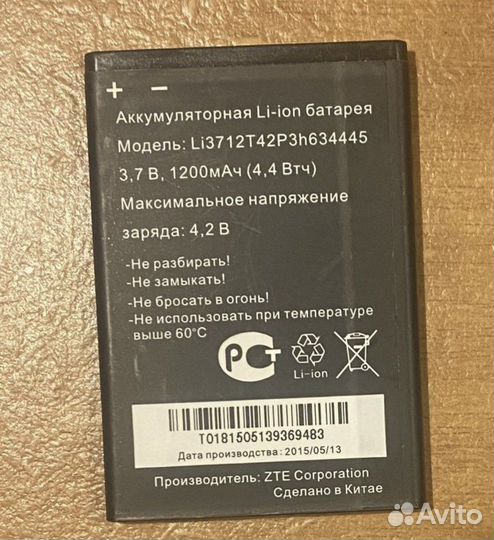 + −
Аккумуляторная Li-ion батарея
Модель: Li3712T42P3h634445
3,7 В, 1200мАч (4,4 Втч)
Максимальное напряжение
заряда: 4,2 В
-Не разбирать!
-Не замыкать!
-Не бросать в огонь!
-Не использовать при температуре
выше 60°C
РСТ
Li-ion
T0181505139369483
Дата производства: 2015/05/13
Производитель: ZTE Corporation
Сделано в Китае
Avito